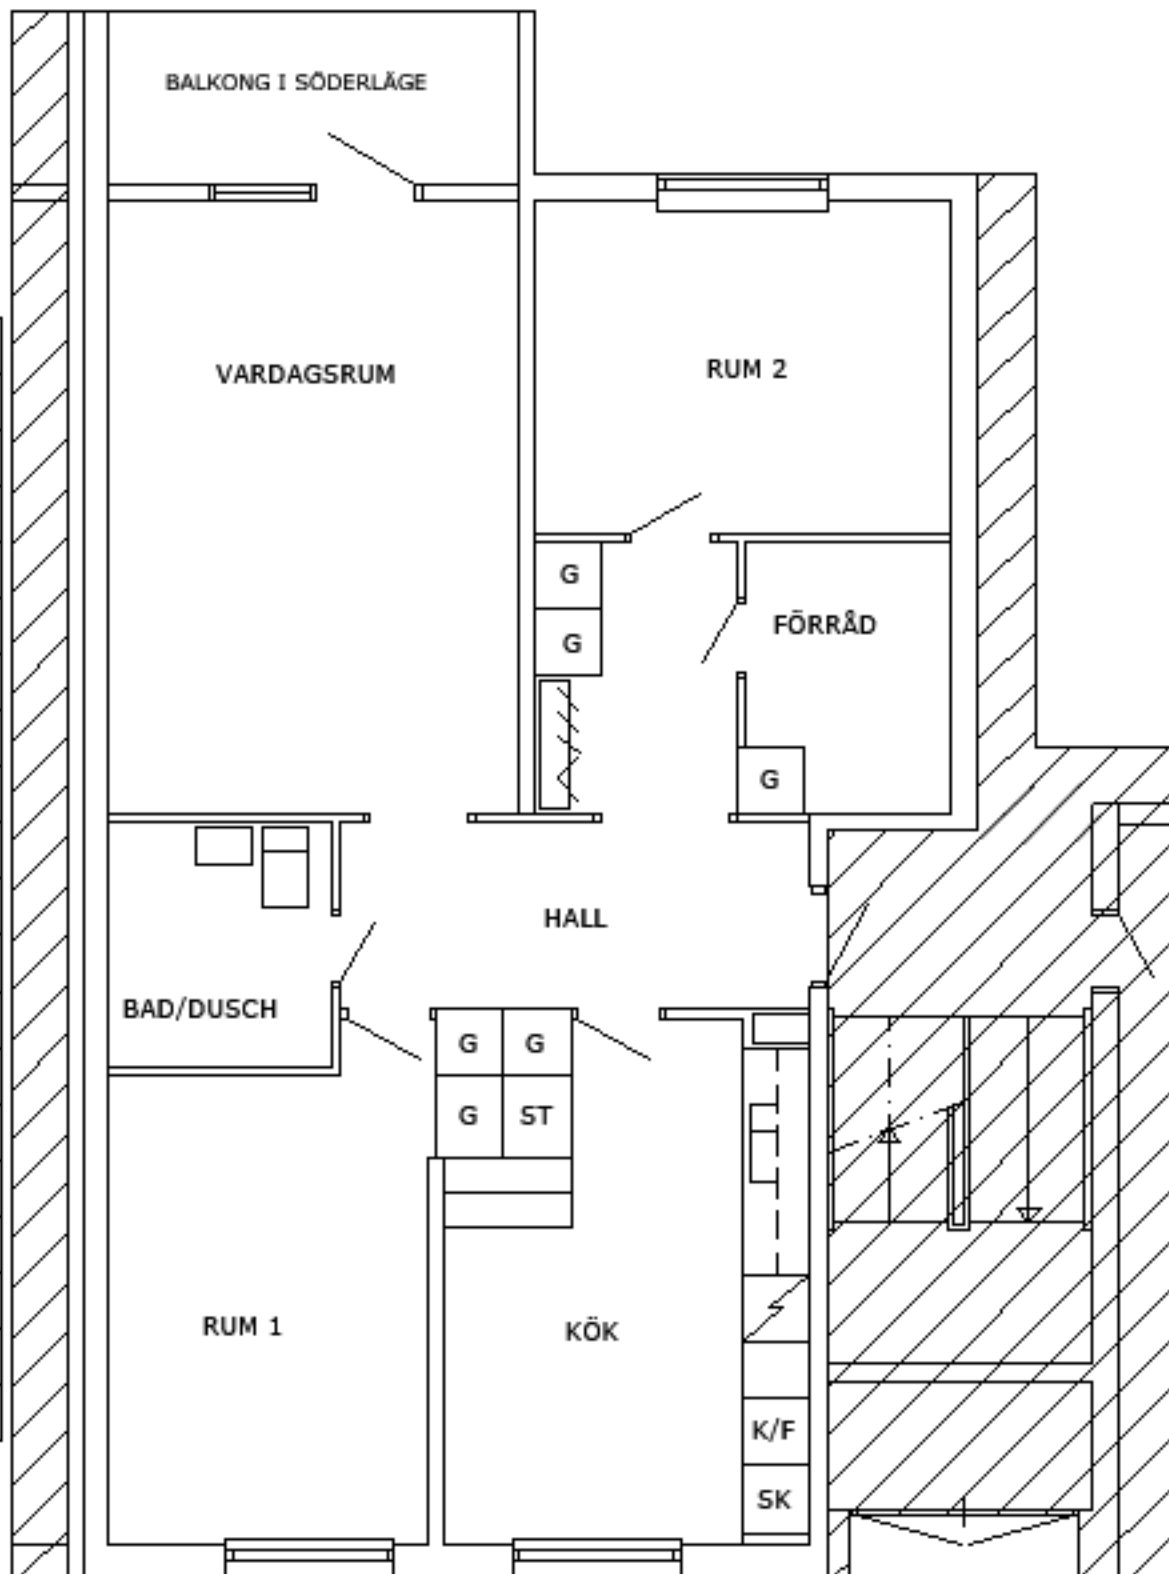 BALKONG I SÖDERLÄGE
VARDAGSRUM
RUM 2
G
G
FÖRRÅD
G
HALL
BAD/DUSCH
G
G
G
ST
RUM 1
KÖK
K/F
SK